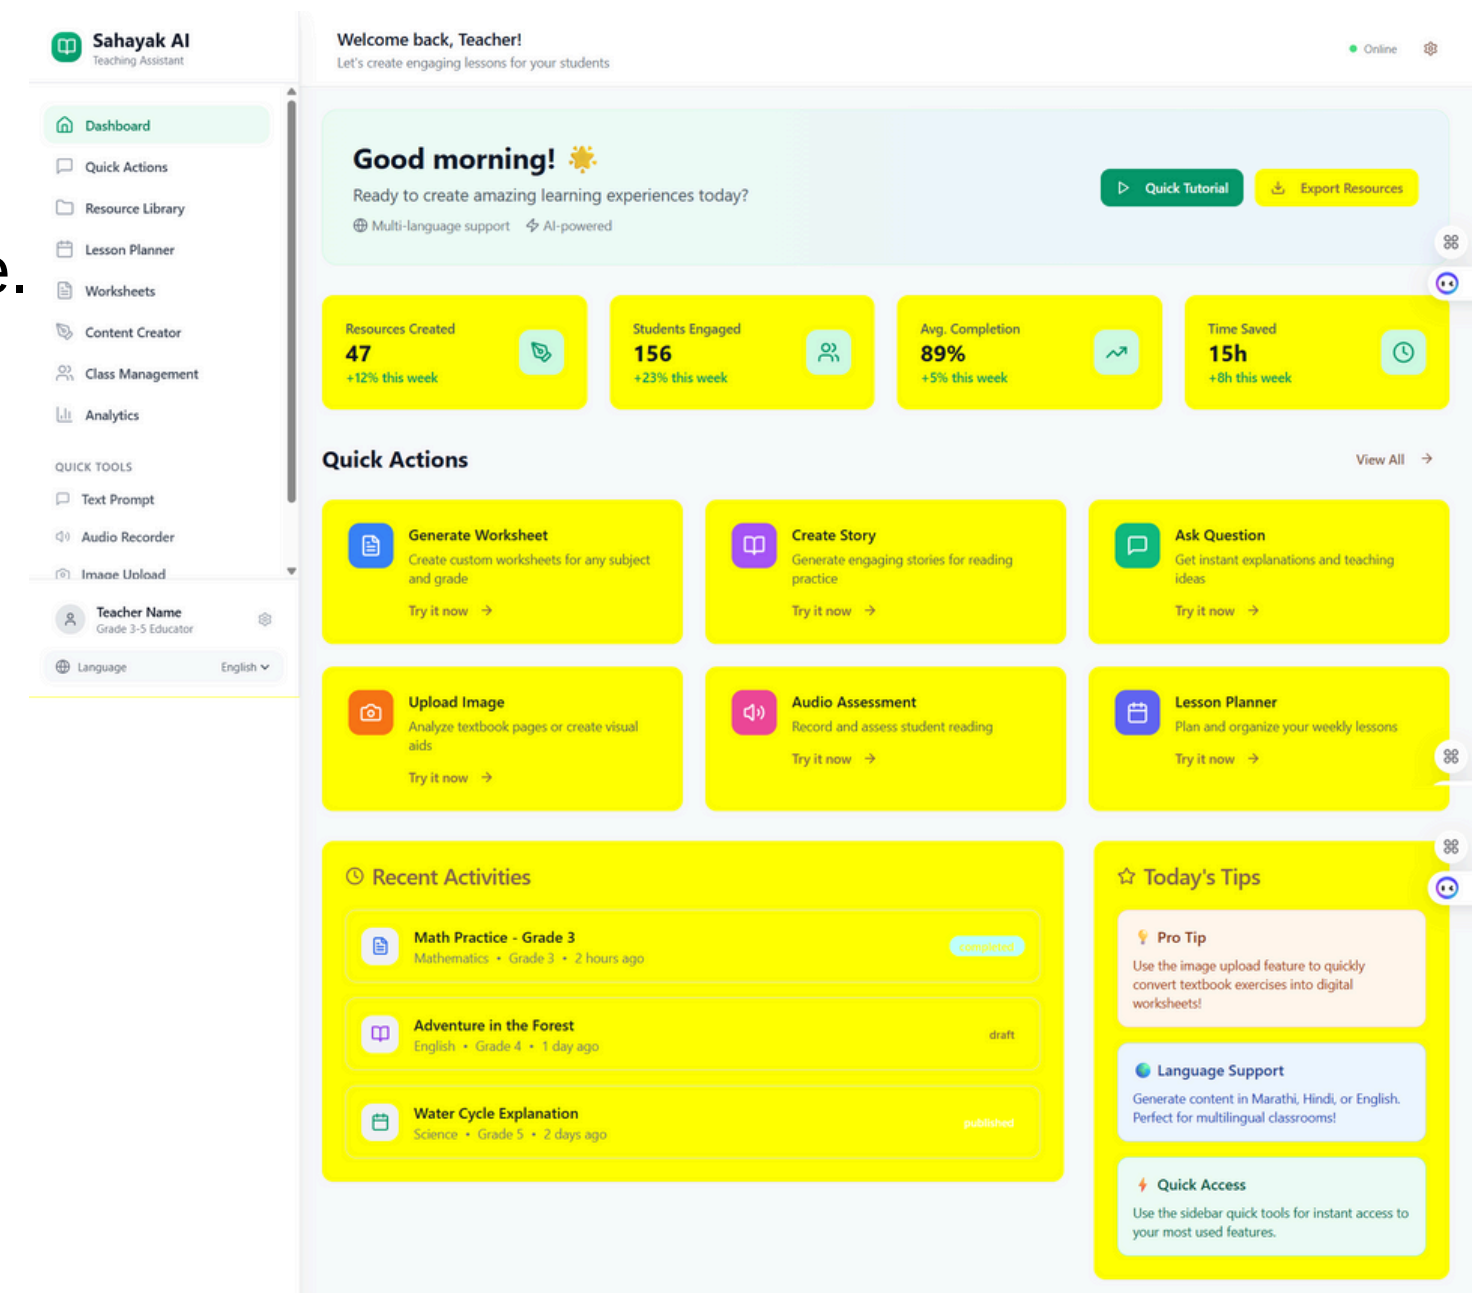 Sahayak AI
Teaching Assistant
Dashboard
Quick Actions
Resource Library
Lesson Planner
Worksheets
Content Creator
Class Management
Analytics
QUICK TOOLS
Text Prompt
Audio Recorder
Image Upload
Teacher Name
Grade 3-5 Educator
Language
English
e.
Welcome back, Teacher!
Let's create engaging lessons for your students
Online
Good morning!
Ready to create amazing learning experiences today?
Multi-language support
AI-powered
Quick Tutorial
Export Resources
Resources Created
47
+12% this week
Students Engaged
156
+23% this week
Avg. Completion
89%
+5% this week
Time Saved
15h
+8h this week
Quick Actions
View All
Generate Worksheet
Create custom worksheets for any subject
and grade
Try it now
Create Story
Generate engaging stories for reading
practice
Try it now
Ask Question
Get instant explanations and teaching
ideas
Try it now
Upload Image
Analyze textbook pages or create visual
aids
Try it now
Audio Assessment
Record and assess student reading
Try it now
Lesson Planner
Plan and organize your weekly lessons
Try it now
Recent Activities
Math Practice - Grade 3
Mathematics • Grade 3 • 2 hours ago
completed
Adventure in the Forest
English • Grade 4 • 1 day ago
draft
Water Cycle Explanation
Science • Grade 5 • 2 days ago
published
Today's Tips
Pro Tip
Use the image upload feature to quickly
convert textbook exercises into digital
worksheets!
Language Support
Generate content in Marathi, Hindi, or English.
Perfect for multilingual classrooms!
Quick Access
Use the sidebar quick tools for instant access to
your most used features.